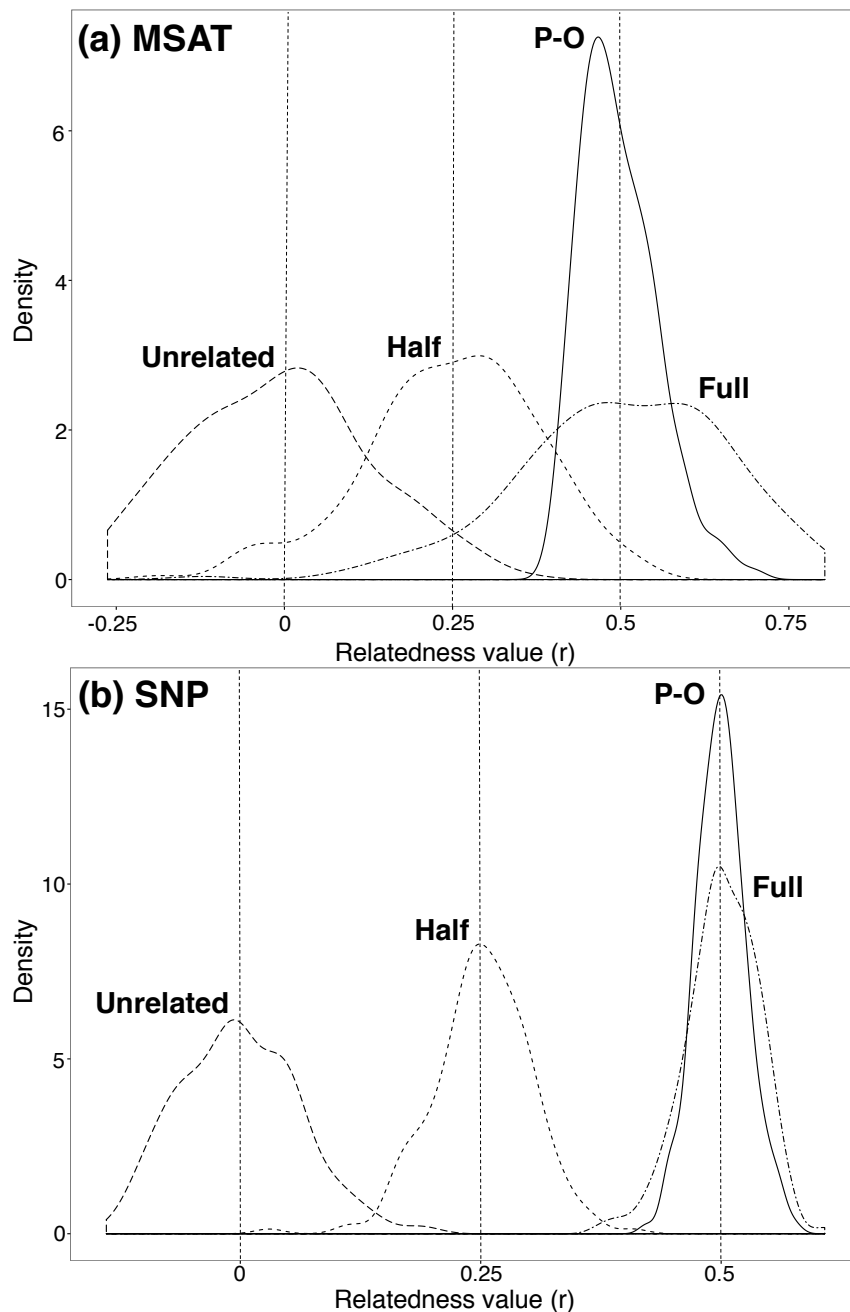 (a) MSAT
P-O
6
4
Density
Unrelated
Half
Full
2
0
-0.25 0 0.25 0.5 0.75
Relatedness value (r)
(b) SNP
P-O
15
10
Full
Half
Density
Unrelated
5
0
0 0.25 0.5
Relatedness value (r)